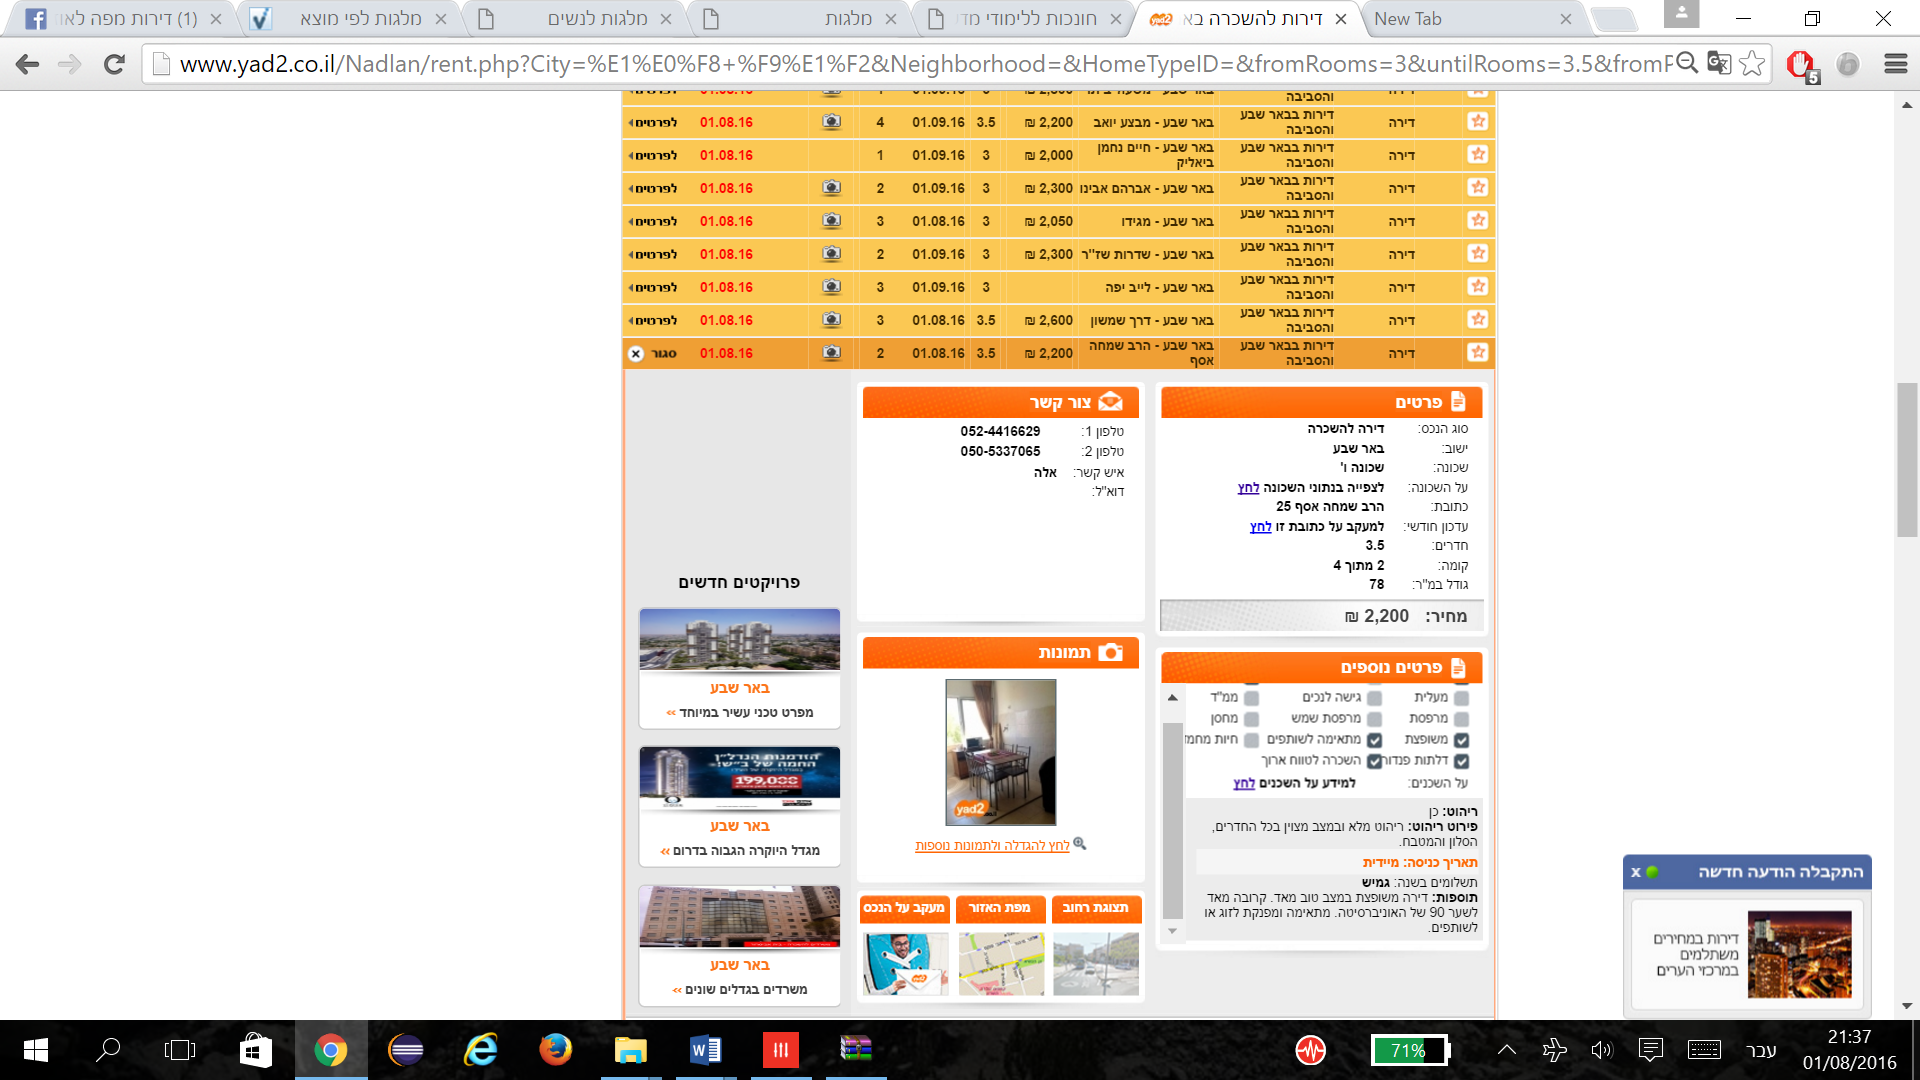 (1) דירות מפה לאוז
מלגות לפי מוצא
מלגות לנשים
מלגות
חונכות ללימודי מדע
דירות להשכרה בא
New Tab
www.yad2.co.il/Nadlan/rent.php?City=%E1%E0%F8+%F9%E1%F2&Neighborhood=&HomeTypeID=&fromRooms=3&untilRooms=3.5&fromF
5
והסביבה
דירה דירות בבאר שבע והסביבה באר שבע - מבצע יואב 2,200 ₪ 3.5 01.09.16 4 01.08.16 לפרטים
דירה דירות בבאר שבע והסביבה באר שבע - חיים נחמן ביאליק 2,000 ₪ 3 01.09.16 1 01.08.16 לפרטים
דירה דירות בבאר שבע והסביבה באר שבע - אברהם אבינו 2,300 ₪ 3 01.09.16 2 01.08.16 לפרטים
דירה דירות בבאר שבע והסביבה באר שבע - מגידו 2,050 ₪ 3 01.08.16 3 01.08.16 לפרטים
דירה דירות בבאר שבע והסביבה באר שבע - שדרות שז"ר 2,300 ₪ 3 01.09.16 2 01.08.16 לפרטים
דירה דירות בבאר שבע והסביבה באר שבע - לייב יפה 3 01.09.16 3 01.08.16 לפרטים
דירה דירות בבאר שבע והסביבה באר שבע - דרך שמשון 2,600 ₪ 3.5 01.08.16 3 01.08.16 לפרטים
דירה דירות בבאר שבע והסביבה באר שבע - הרב שמחה אסף 2,200 ₪ 3.5 01.08.16 2 01.08.16 סגור
פרטים
סוג הנכס: דירה להשכרה
ישוב: באר שבע
שכונה: שכונה ו'
על השכונה: לצפייה בנתוני השכונה לחץ
כתובת: הרב שמחה אסף 25
עדכון חודשי: למעקב על כתובת זו לחץ
חדרים: 3.5
קומה: 2 מתוך 4
גודל במ"ר: 78
מחיר: 2,200 ₪
פרטים נוספים
מעלית גישה לנכים ממ"ד
מרפסת מרפסת שמש מחסן
משופצת מתאימה לשותפים חיות מחמד
דלתות פנדור השכרה לטווח ארוך
על השכנים: למידע על השכנים לחץ
ריהוט: כן
פירוט ריהוט: ריהוט מלא ובמצב מצוין בכל החדרים,
הסלון והמטבח.
תאריך כניסה: מיידית
תשלומים בשנה: גמיש
תוספות: דירה משופצת במצב טוב מאד. קרובה מאד
לשער 90 של האוניברסיטה. מתאימה ומפנקת לזוג או
לשותפים.
צור קשר
טלפון 1: 052-4416629
טלפון 2: 050-5337065
איש קשר: אלה
דוא"ל:
תמונות
yad2
לחץ להגדלה ולתמונות נוספות
תצוגת רחוב
מפת האזור
מעקב על הנכס
פרויקטים חדשים
באר שבע
מפרט טכני עשיר במיוחד >>
הזדמנות הנדל"ן
החמה של ב"ש!
199,000
באר שבע
מגדל היוקרה הגבוה בדרום >>
באר שבע
משרדים בגדלים שונים >>
התקבלה הודעה חדשה
x
דירות במחירים
משתלמים
במרכזי הערים
71%
עבר
21:37
01/08/2016